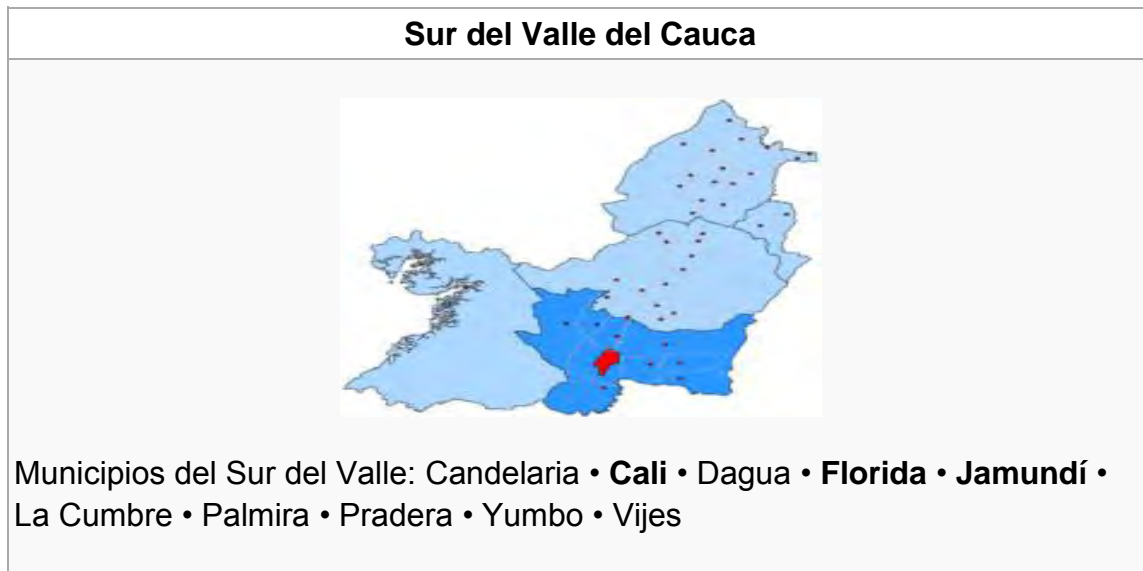 Sur del Valle del Cauca
Municipios del Sur del Valle: Candelaria • Cali • Dagua • Florida • Jamundí •
La Cumbre • Palmira • Pradera • Yumbo • Vijes